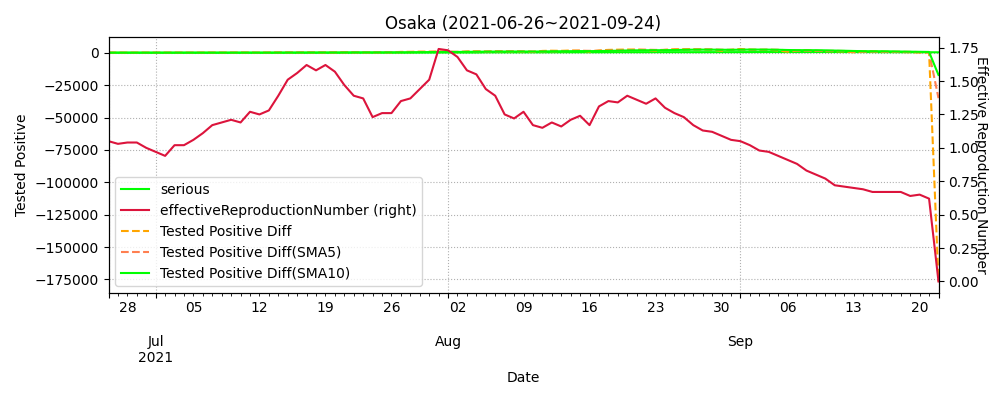 Osaka (2021-06-26~2021-09-24)
0
−25000
−50000
−75000
−100000
−125000
−150000
−175000
Tested Positive
1.75
1.50
1.25
1.00
0.75
0.50
0.25
0.00
Effective Reproduction Number
serious
effectiveReproductionNumber (right)
Tested Positive Diff
Tested Positive Diff(SMA5)
Tested Positive Diff(SMA10)
28 05 12 19 26 02 09 16 23 30 06 13 20
Jul Aug Sep
2021
Date